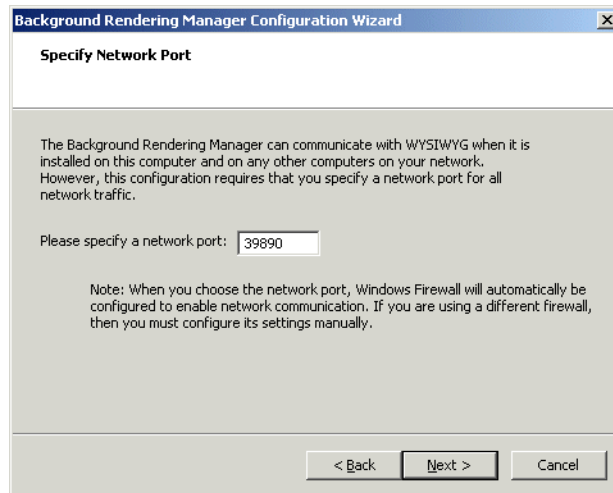 Background Rendering Manager Configuration Wizard
Specify Network Port
The Background Rendering Manager can communicate with WYSIWYG when it is
installed on this computer and on any other computers on your network.
However, this configuration requires that you specify a network port for all
network traffic.
Please specify a network port: 39890
Note: When you choose the network port, Windows Firewall will automatically be
configured to enable network communication. If you are using a different firewall,
then you must configure its settings manually.
< Back Next > Cancel